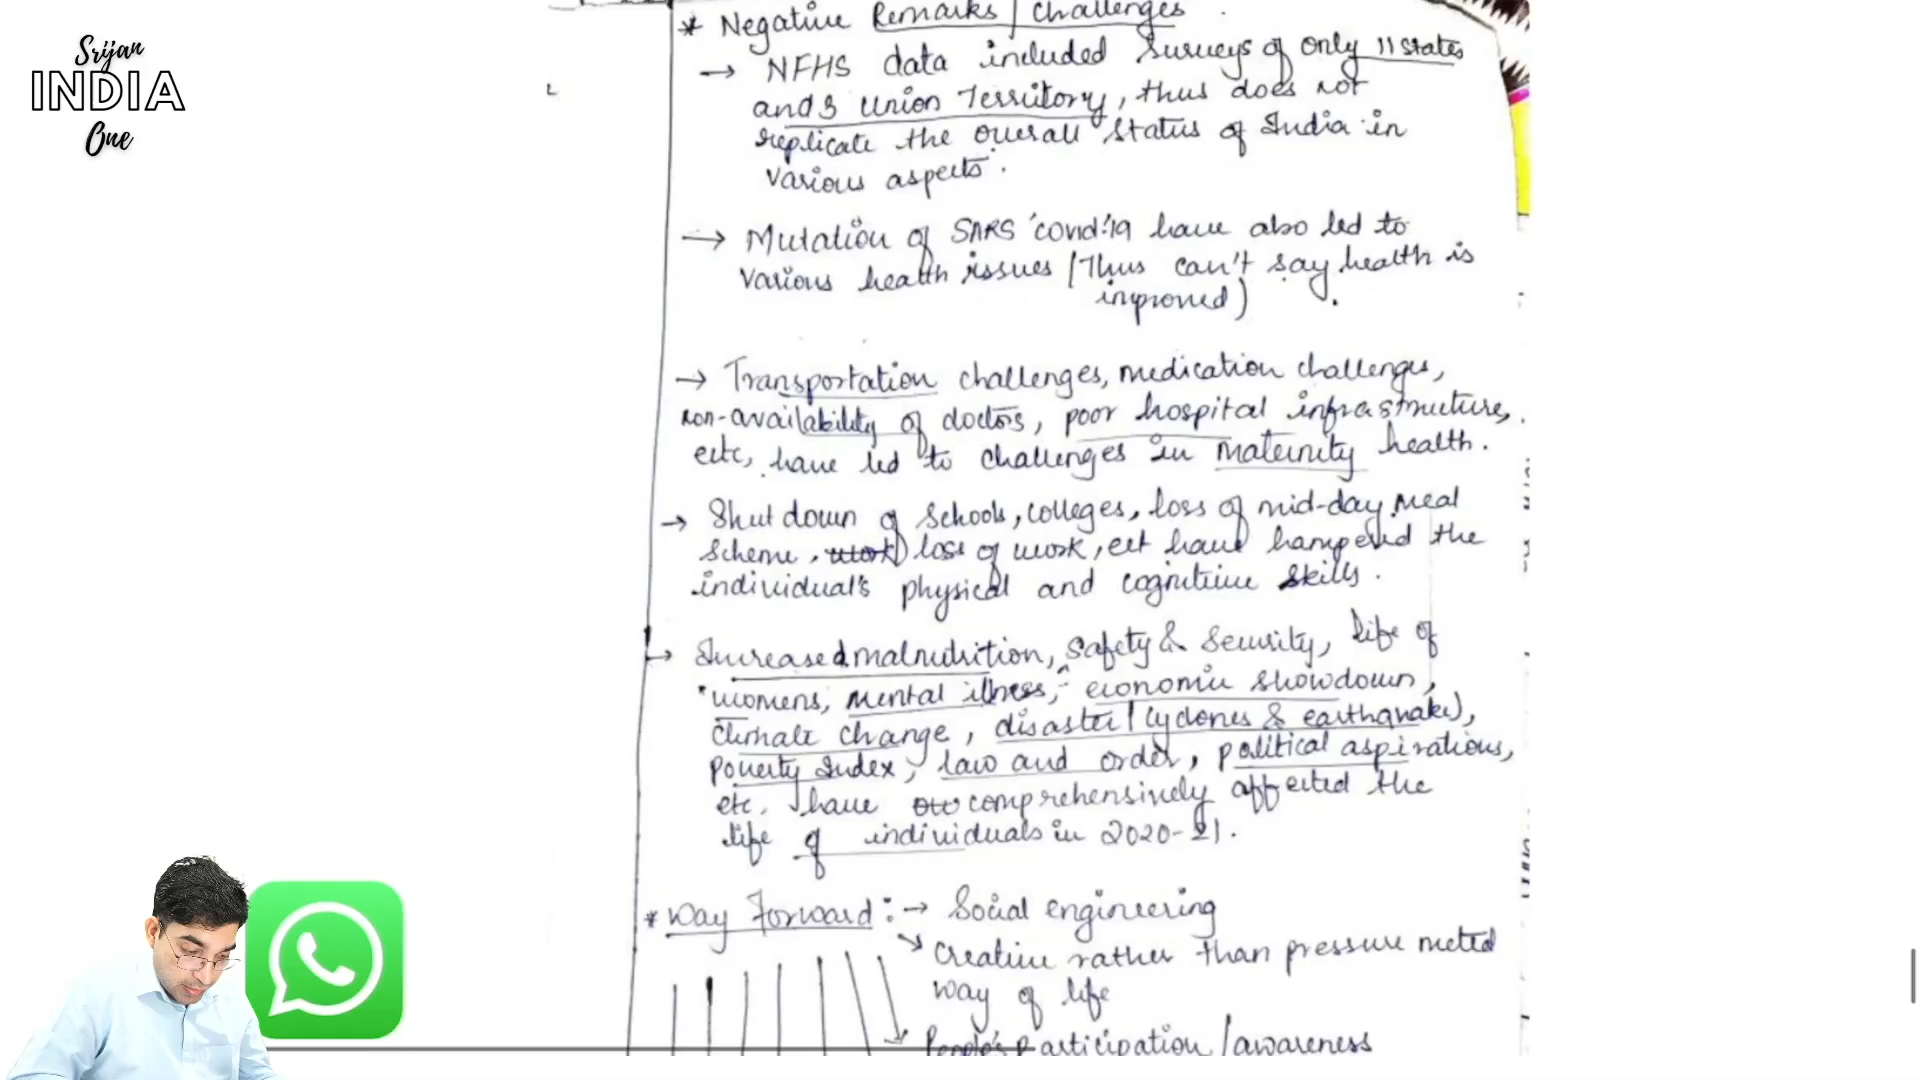 Srijan
INDIA
One
* Negative Remarks / challenges
→ NFHS data included surveys of only 11 states
and 3 Union Territory, thus does not
replicate the overall status of India in
various aspects.
→ Mutation of SARS 'covid'19 have also led to
various health issues (Thus can't say health is
improved)
→ Transportation challenges, medication challenges,
non-availability of doctors, poor hospital infrastructure,
eetc, have led to challenges in maternity health.
→ Shut down of schools, colleges, loss of mid-day meal
scheme, work loss of work, ect have hampered the
individual's physical and cognitive skills.
→ Increased malnutrition, safety & security, life of
womens, mental illness, economic showdown,
climate change, disaster (cyclones & earthquake),
poverty Index, law and order, political aspirations,
etc. have comprehensively affected the
life of individuals in 2020-21.
* Way Forward : → Social engineering
→ Creative rather than pressure meted
way of life
→ People's Participation / awareness